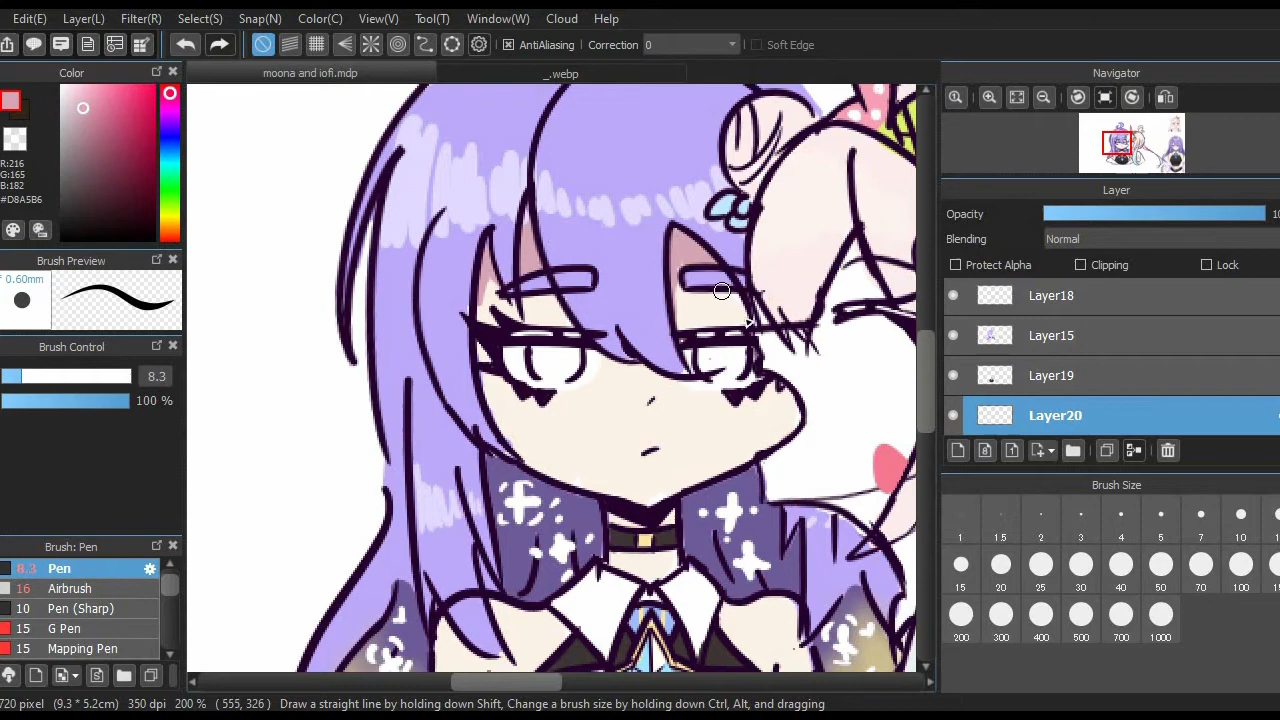 Edit(E) Layer(L) Filter(R) Select(S) Snap(N) Color(C) View(V) Tool(T) Window(W) Cloud Help
AntiAliasing Correction 0 Soft Edge
Color
moona and iofi.mdp
_.webp
Navigator
R:216
G:165
B:182
#D8A5B6
Layer
Opacity
Blending Normal
Protect Alpha Clipping Lock
Brush Preview
0.60mm
Layer18
Layer15
Layer19
Layer20
Brush Control
8.3
100 %
Brush Size
1 1.5 2 3 4 5 7 10
15 20 25 30 40 50 70 100
200 300 400 500 700 1000
Brush: Pen
8.3 Pen
16 Airbrush
10 Pen (Sharp)
15 G Pen
15 Mapping Pen
720 pixel (9.3 * 5.2cm) 350 dpi 200 % ( 555, 326 ) Draw a straight line by holding down Shift, Change a brush size by holding down Ctrl, Alt, and dragging